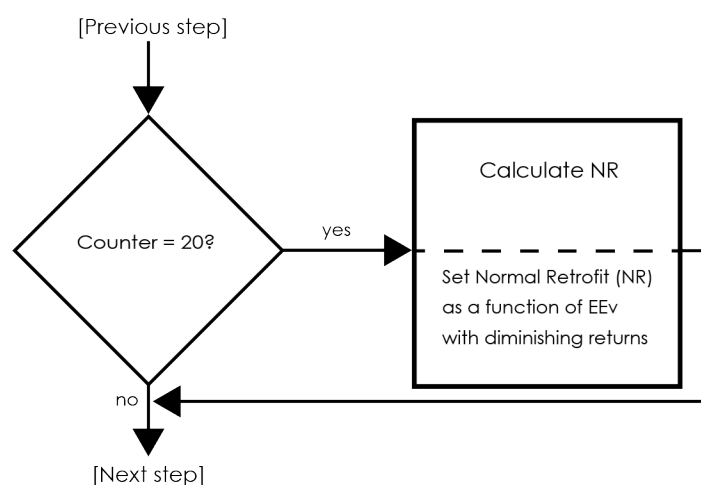 [Previous step]
Counter = 20?
yes
Calculate NR
Set Normal Retrofit (NR)
as a function of EEv
with diminishing returns
no
[Next step]